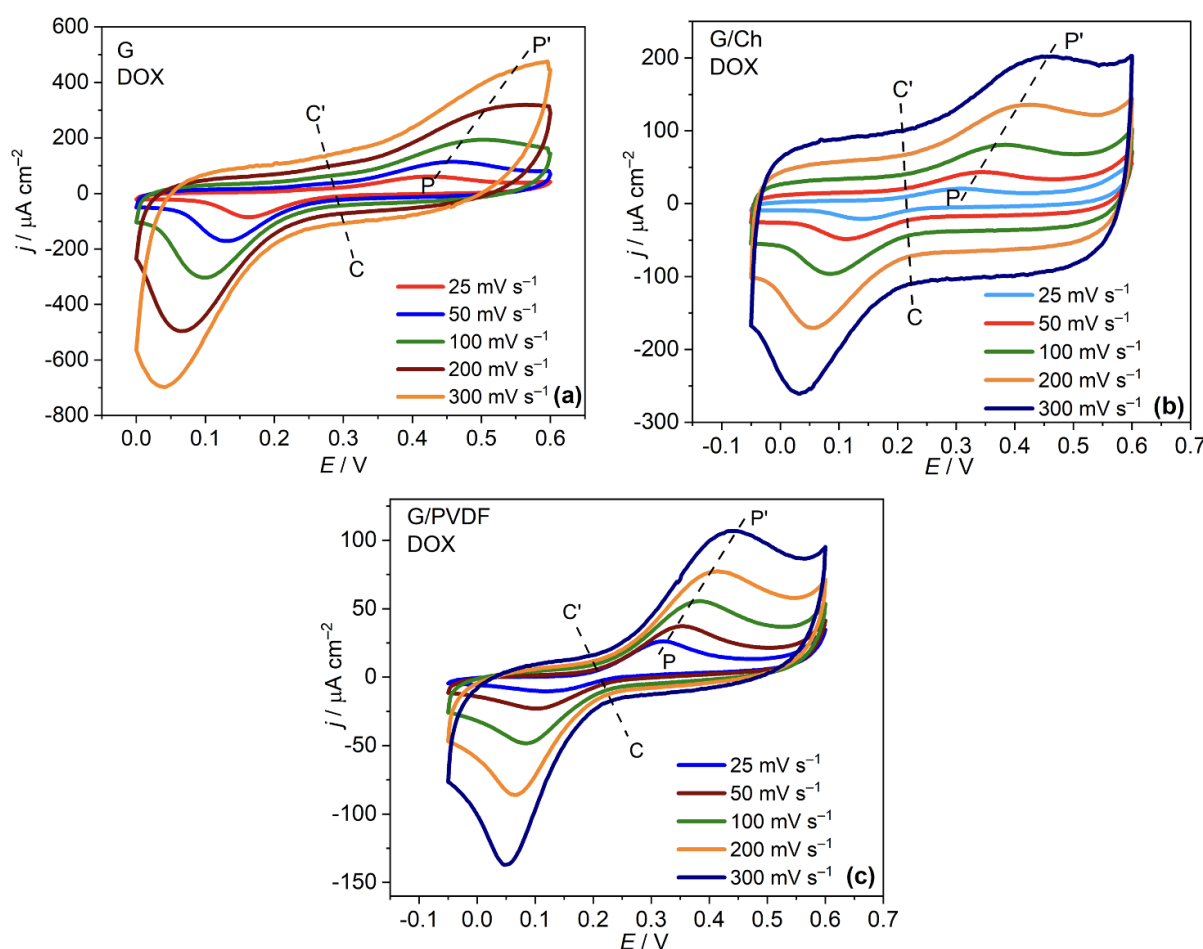 G
DOX
P'
C'
P
C
600
400
200
0
-200
-400
-600
-800
j / μA cm⁻²
25 mV s⁻¹
50 mV s⁻¹
100 mV s⁻¹
200 mV s⁻¹
300 mV s⁻¹
(a)
0.0 0.1 0.2 0.3 0.4 0.5 0.6
E / V
G/Ch
DOX
P'
C'
P
C
200
100
0
-100
-200
-300
j / μA cm⁻²
25 mV s⁻¹
50 mV s⁻¹
100 mV s⁻¹
200 mV s⁻¹
300 mV s⁻¹
(b)
-0.1 0.0 0.1 0.2 0.3 0.4 0.5 0.6 0.7
E / V
G/PVDF
DOX
P'
C'
P
C
100
50
0
-50
-100
-150
j / μA cm⁻²
25 mV s⁻¹
50 mV s⁻¹
100 mV s⁻¹
200 mV s⁻¹
300 mV s⁻¹
(c)
-0.1 0.0 0.1 0.2 0.3 0.4 0.5 0.6 0.7
E / V